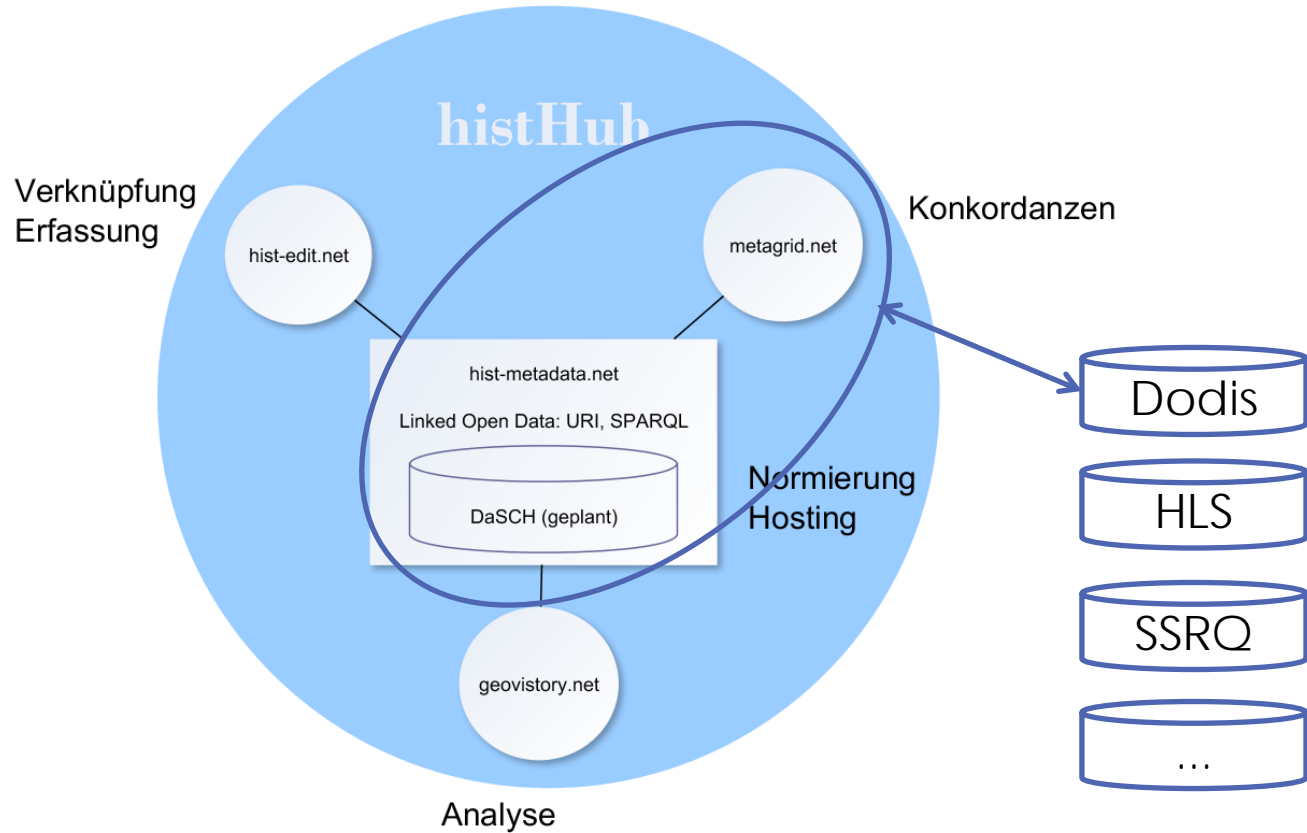 histHub
Verknüpfung
Erfassung
hist-edit.net
metagrid.net
Konkordanzen
hist-metadata.net
Linked Open Data: URI, SPARQL
DaSCH (geplant)
Normierung
Hosting
geovistory.net
Analyse
Dodis
HLS
SSRQ
...